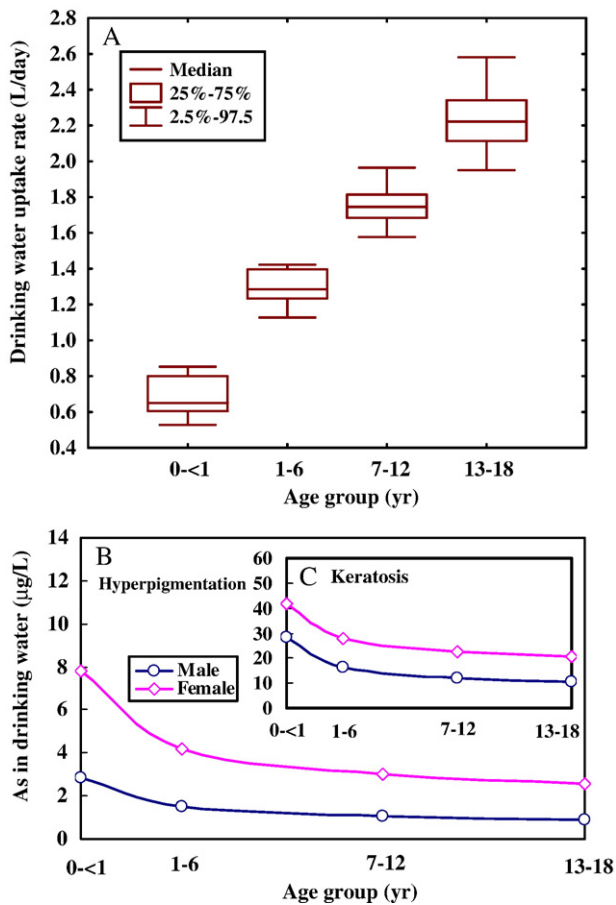 A
Median
25%-75%
2.5%-97.5
Drinking water uptake rate (L/day)
2.8
2.6
2.4
2.2
2.0
1.8
1.6
1.4
1.2
1.0
0.8
0.6
0.4
0-<1 1-6 7-12 13-18
Age group (yr)
B
Hyperpigmentation
Male
Female
As in drinking water (µg/L)
14
12
10
8
6
4
2
0
0-<1 1-6 7-12 13-18
Age group (yr)
C Keratosis
60
50
40
30
20
10
0
0-<1 1-6 7-12 13-18